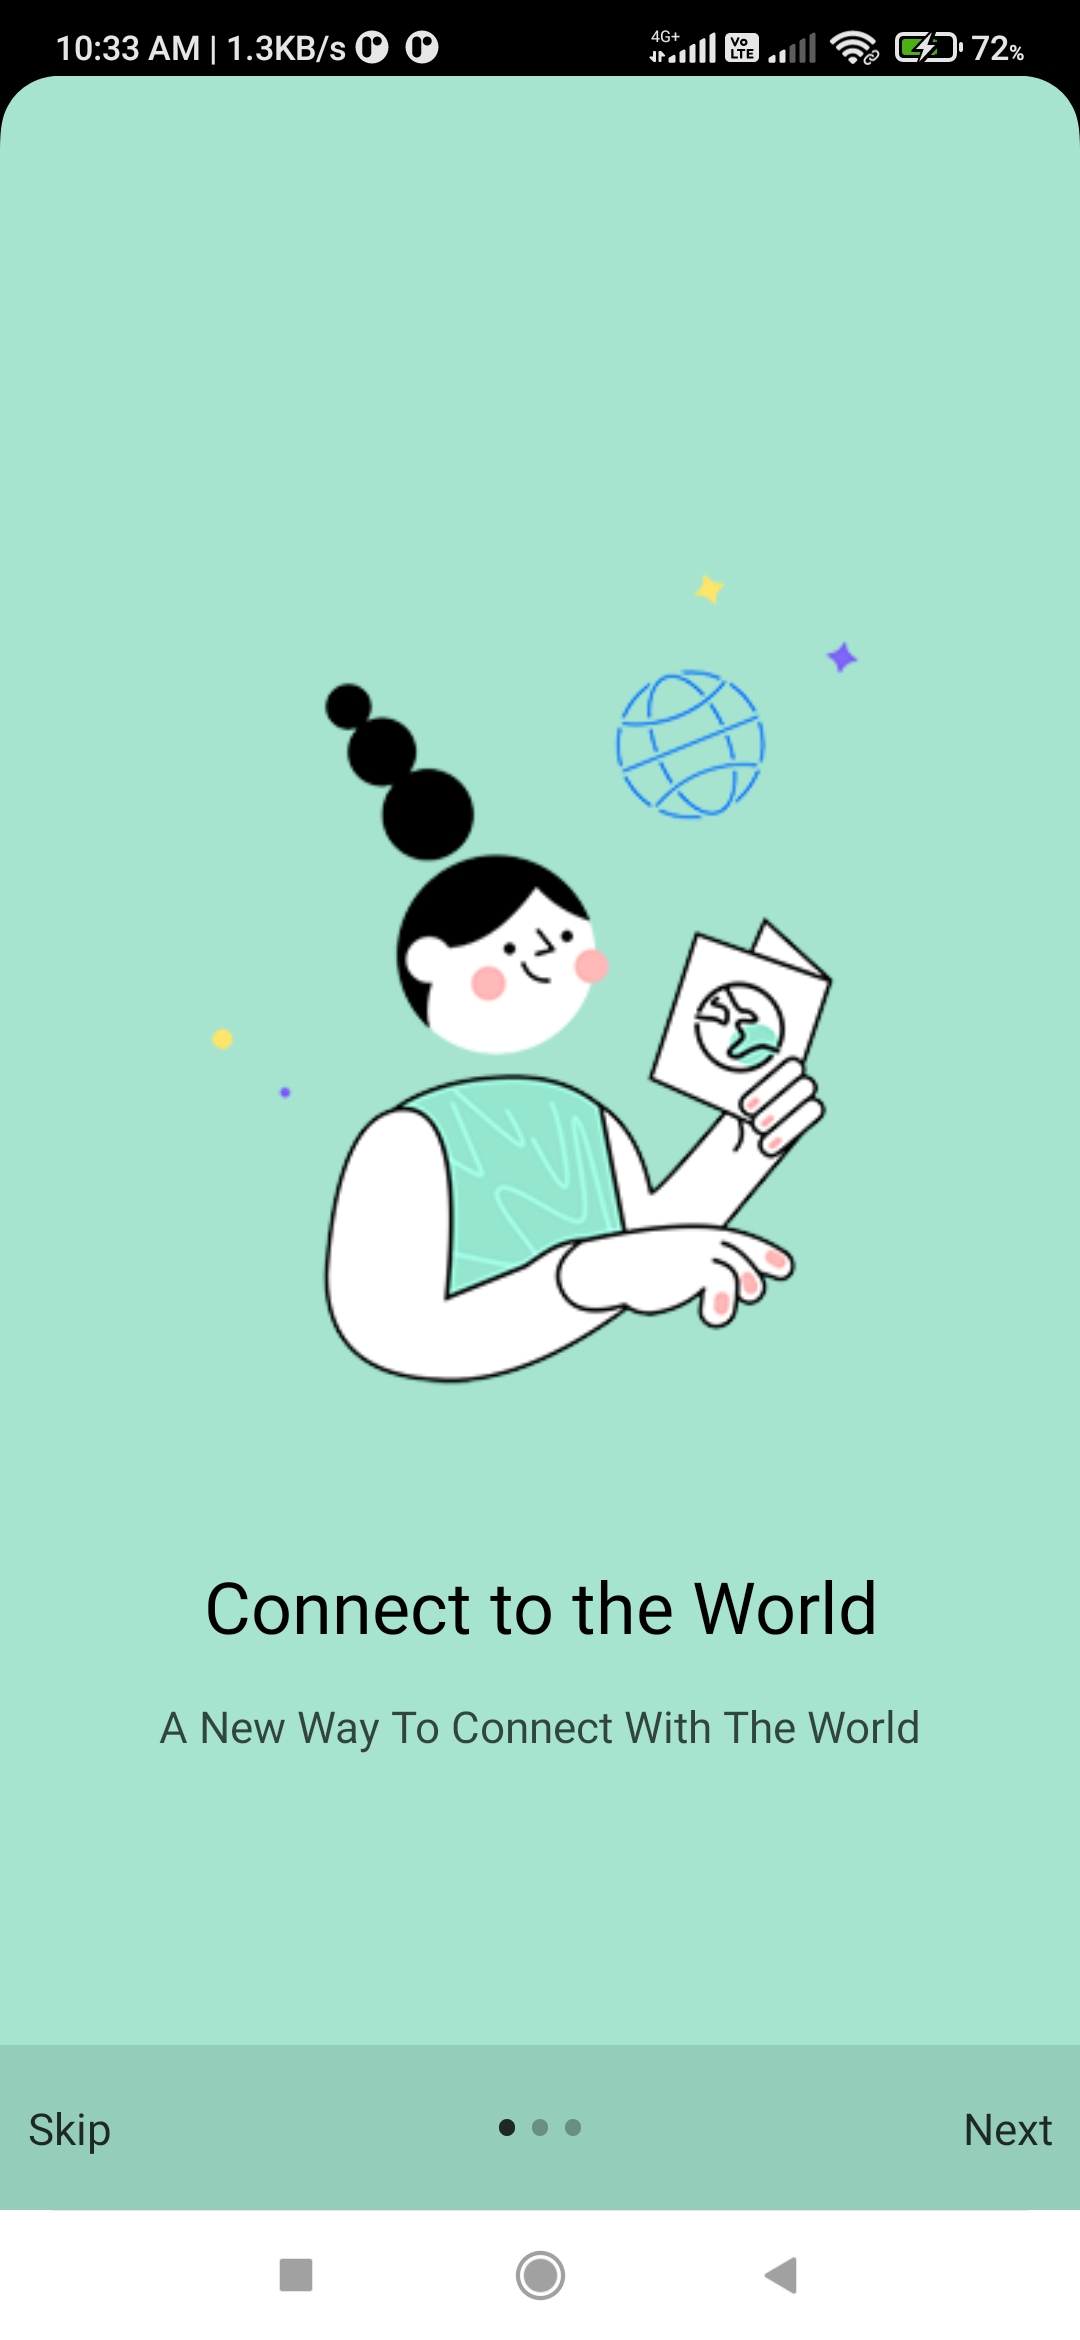 10:33 AM | 1.3KB/s 4G+ Vo LTE 72%
Connect to the World
A New Way To Connect With The World
Skip Next